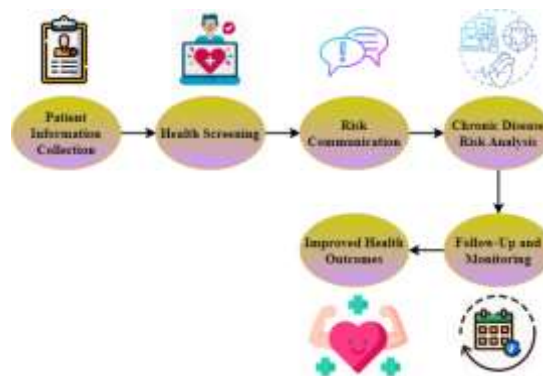 Patient
Information
Collection
Health Screening
Risk
Communication
Chronic Disease
Risk Analysis
Improved Health
Outcomes
Follow-Up and
Monitoring